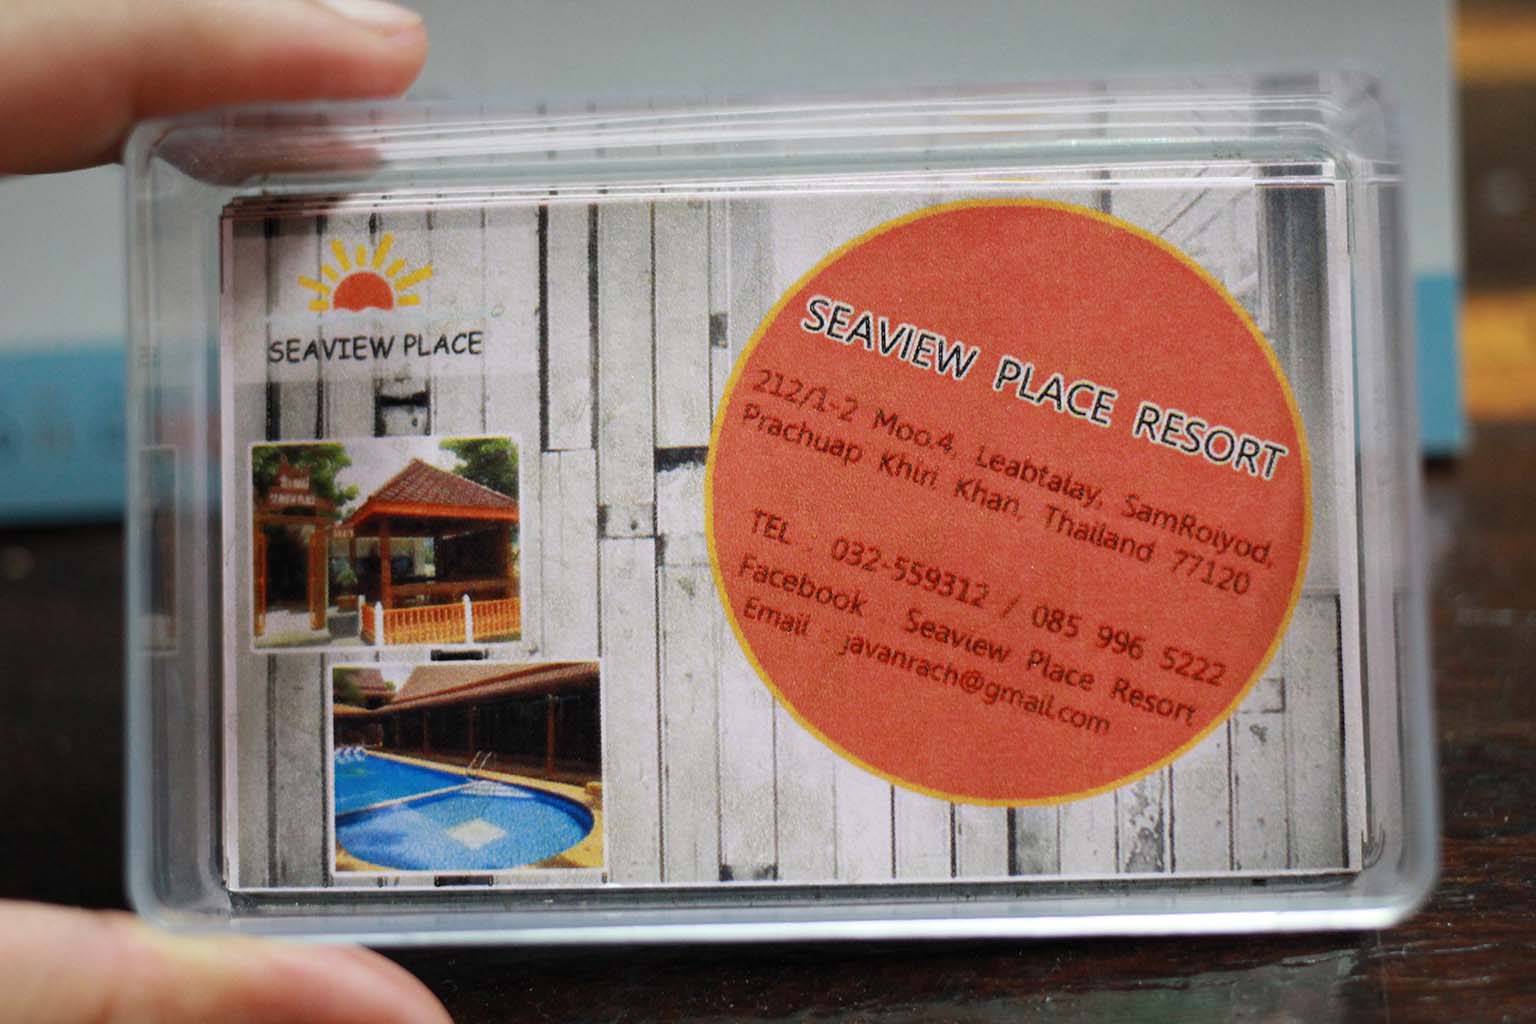 SEAVIEW PLACE
SEAVIEW PLACE RESORT
212/1-2 Moo.4, Leabtalay, SamRoiyod,
Prachuap Khiri Khan, Thailand 77120
TEL : 032-559312 / 085 996 5222
Facebook : Seaview Place Resort
Email : javanrach@gmail.com